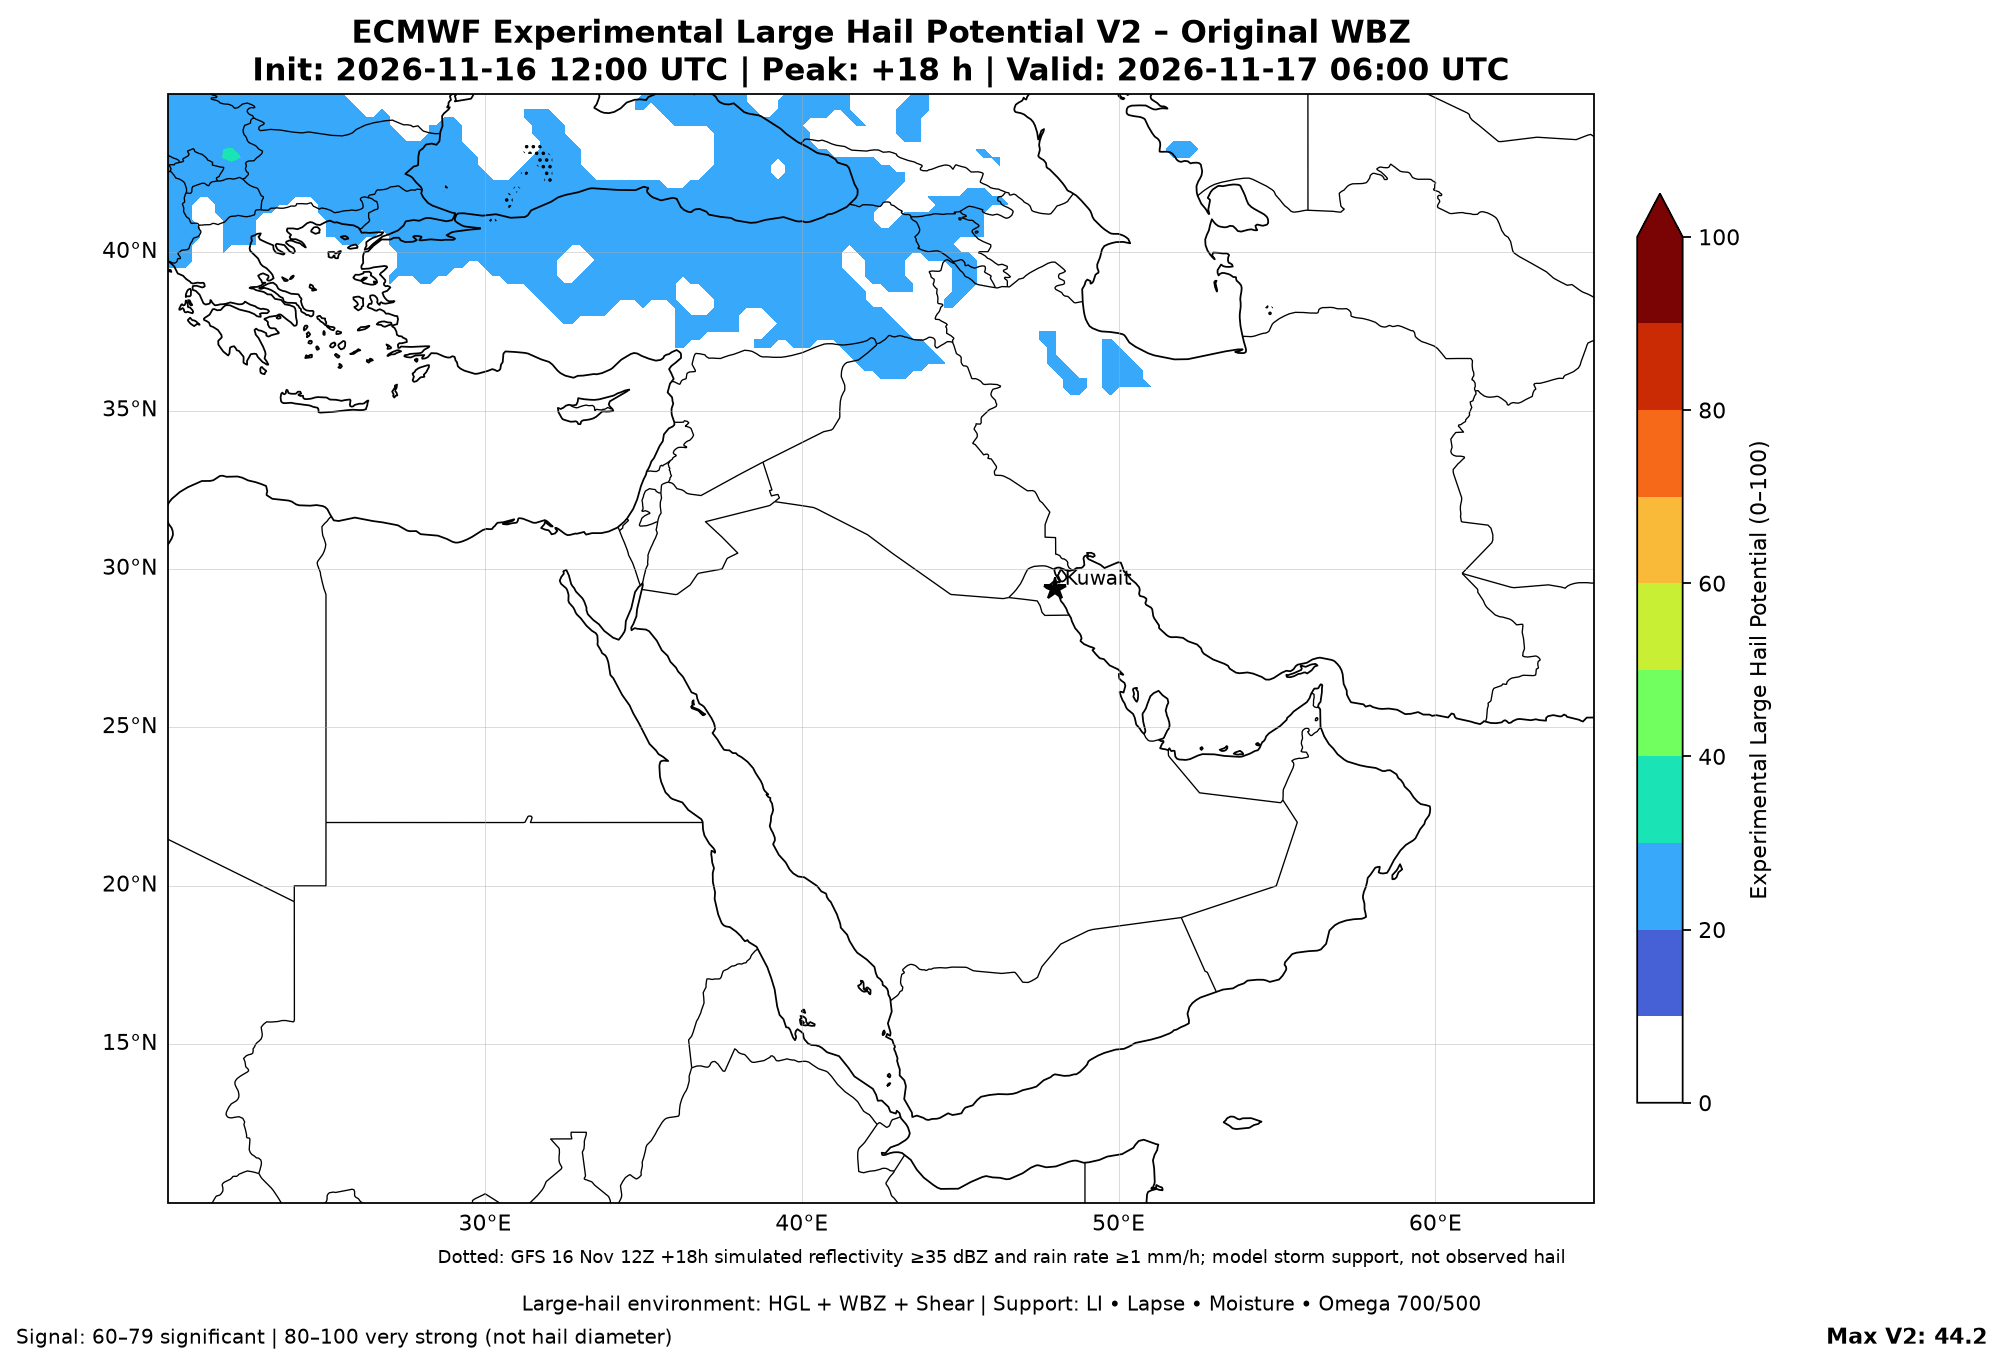 ECMWF Experimental Large Hail Potential V2 – Original WBZ
Init: 2026-11-16 12:00 UTC | Peak: +18 h | Valid: 2026-11-17 06:00 UTC
40°N
35°N
30°N
25°N
20°N
15°N
Kuwait
30°E
40°E
50°E
60°E
100
80
60
40
20
0
Experimental Large Hail Potential (0–100)
Dotted: GFS 16 Nov 12Z +18h simulated reflectivity ≥35 dBZ and rain rate ≥1 mm/h; model storm support, not observed hail
Large-hail environment: HGL + WBZ + Shear | Support: LI • Lapse • Moisture • Omega 700/500
Signal: 60–79 significant | 80–100 very strong (not hail diameter)
Max V2: 44.2